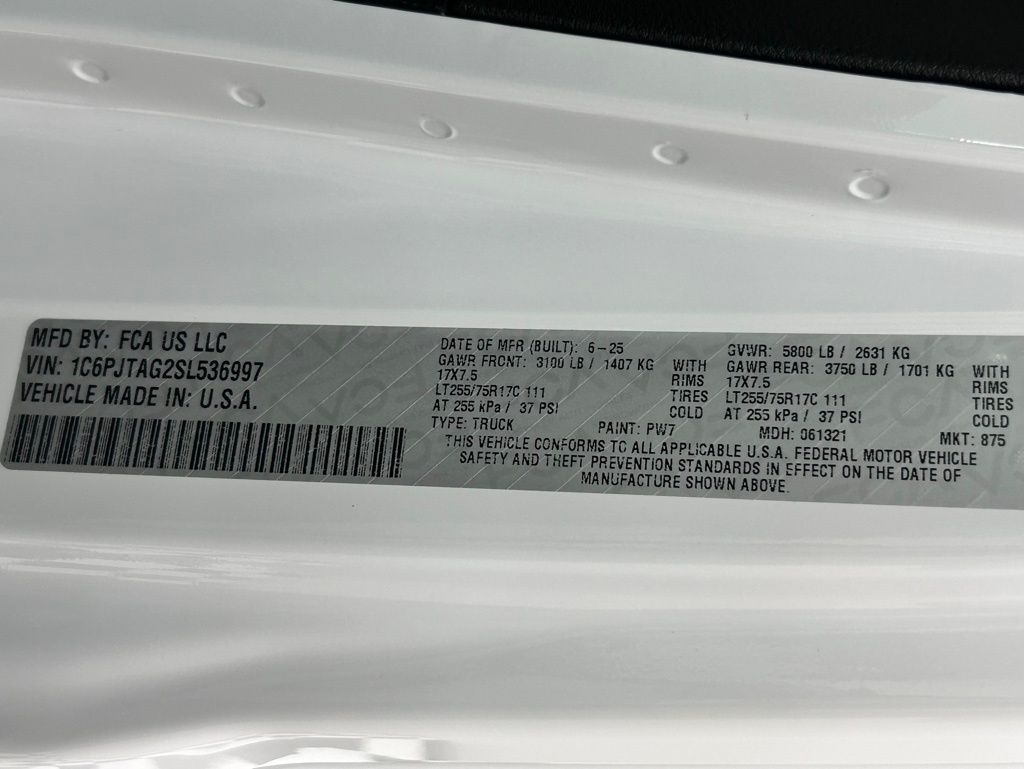 MFD BY: FCA US LLC
VIN: 1C6PJTAG2SL536997
VEHICLE MADE IN: U.S.A.
DATE OF MFR (BUILT): 6-25
GAWR FRONT: 3100 LB / 1407 KG WITH
17X7.5 RIMS
LT255/75R17C 111 TIRES
AT 255 kPa / 37 PSI COLD
GVWR: 5800 LB / 2631 KG
GAWR REAR: 3750 LB / 1701 KG WITH
17X7.5 RIMS
LT255/75R17C 111 TIRES
AT 255 kPa / 37 PSI COLD
TYPE: TRUCK PAINT: PW7 MDH: 061321 MKT: 875
THIS VEHICLE CONFORMS TO ALL APPLICABLE U.S.A. FEDERAL MOTOR VEHICLE
SAFETY AND THEFT PREVENTION STANDARDS IN EFFECT ON THE DATE OF
MANUFACTURE SHOWN ABOVE.